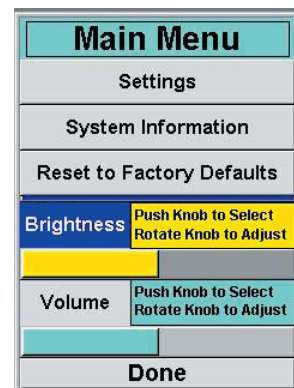 Main Menu
Settings
System Information
Reset to Factory Defaults
Brightness
Push Knob to Select
Rotate Knob to Adjust
Volume
Push Knob to Select
Rotate Knob to Adjust
Done